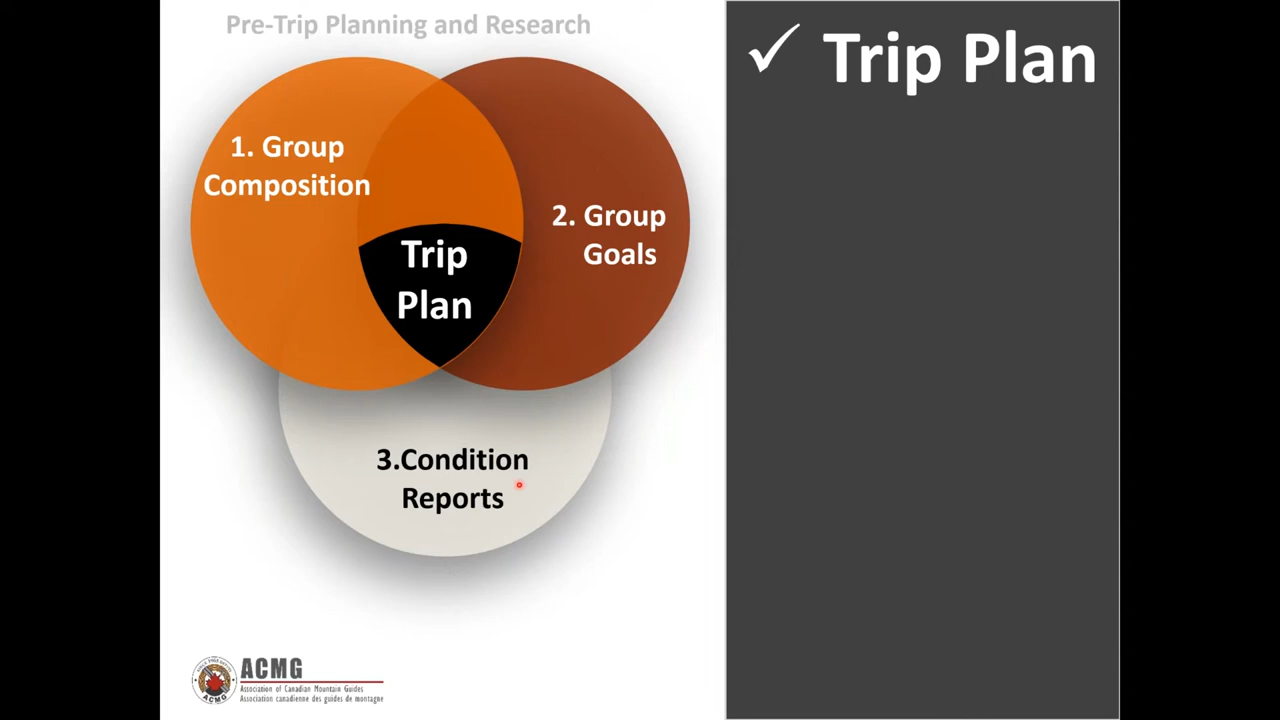 Pre-Trip Planning and Research
✓ Trip Plan
1. Group
Composition
2. Group
Goals
Trip
Plan
3.Condition
Reports
ACMG
ACMG
Association of Canadian Mountain Guides
Association canadienne des guides de montagne